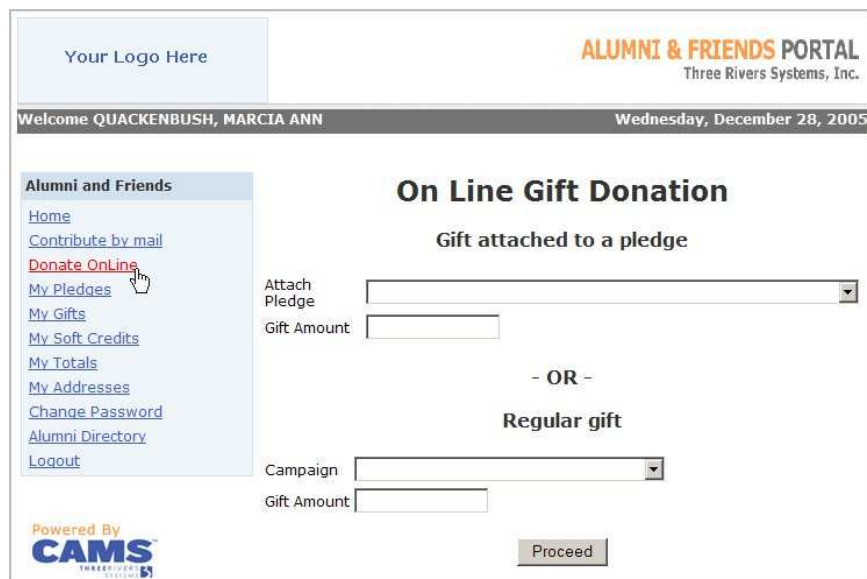 Your Logo Here
ALUMNI & FRIENDS PORTAL
Three Rivers Systems, Inc.
Welcome QUACKENBUSH, MARCIA ANN
Wednesday, December 28, 2005
Alumni and Friends
Home
Contribute by mail
Donate OnLine
My Pledges
My Gifts
My Soft Credits
My Totals
My Addresses
Change Password
Alumni Directory
Logout
On Line Gift Donation
Gift attached to a pledge
Attach
Pledge
Gift Amount
- OR -
Regular gift
Campaign
Gift Amount
Proceed
Powered By
CAMS™
THREERIVERS
SYSTEMS